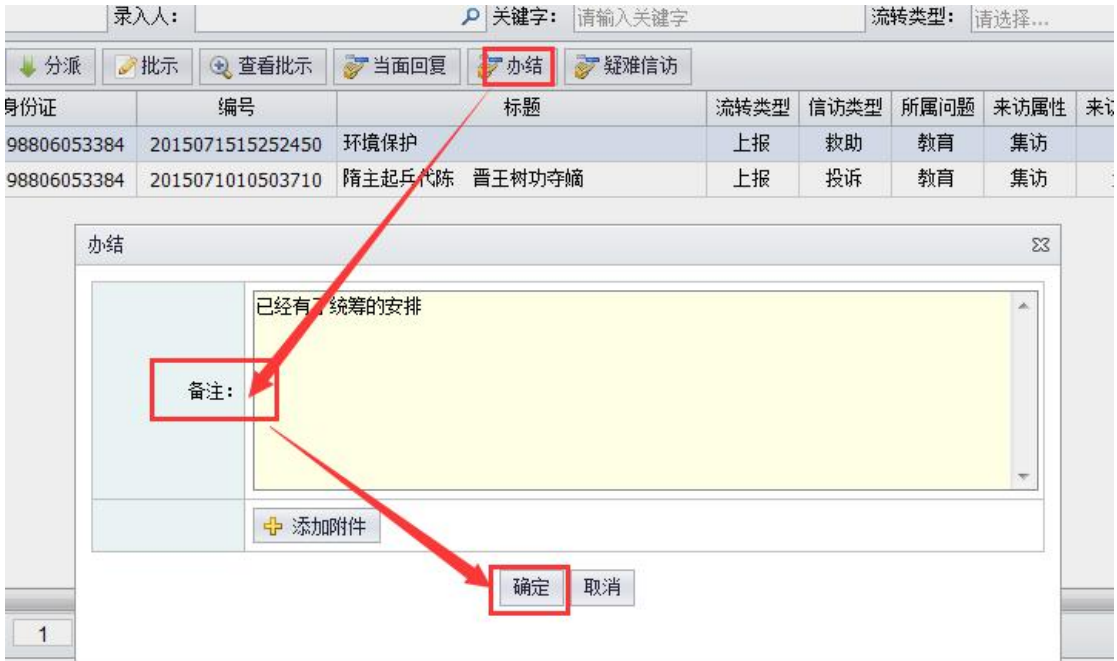 录入人： 关键字： 请输入关键字 流转类型： 请选择...
分派 批示 查看批示 当面回复 办结 疑难信访
身份证 编号 标题 流转类型 信访类型 所属问题 来访属性
98806053384 2015071515252450 环境保护 上报 救助 教育 集访
98806053384 2015071010503710 隋主起兵代陈 晋王树功夺嫡 上报 投诉 教育 集访
办结
已经有了统筹的安排
备注：
添加附件
确定 取消
1